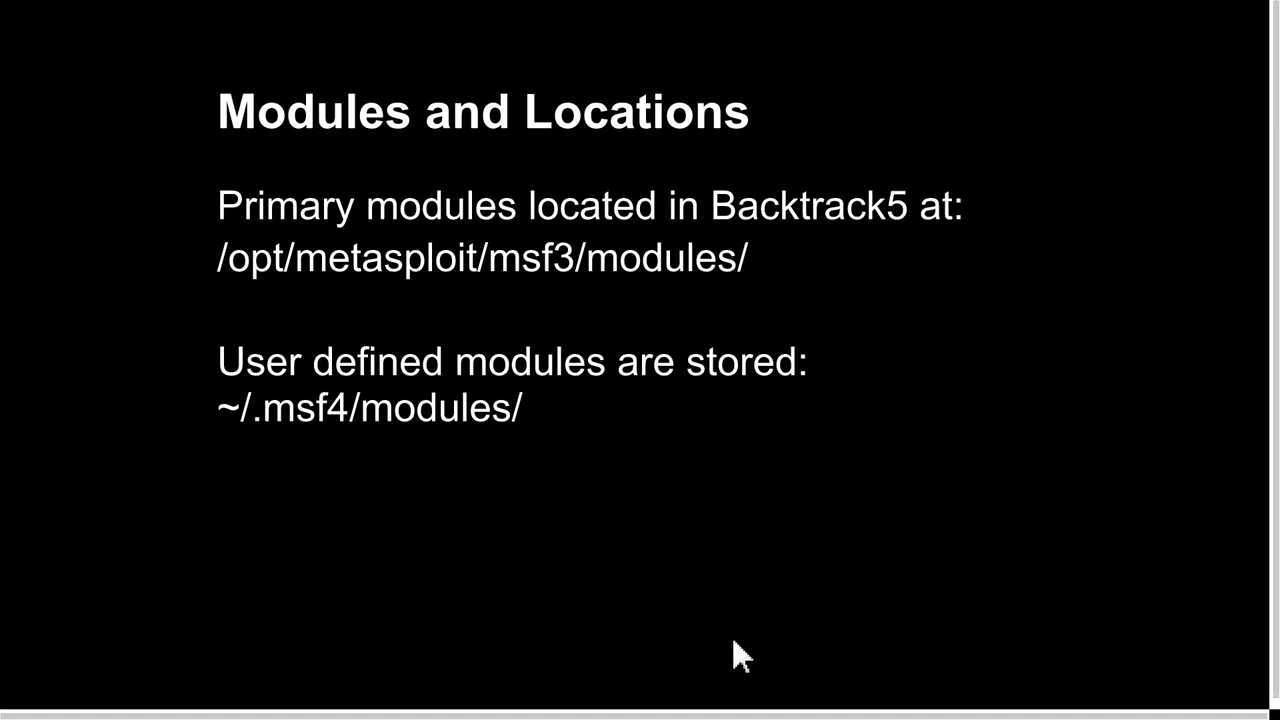 Modules and Locations
Primary modules located in Backtrack5 at:
/opt/metasploit/msf3/modules/
User defined modules are stored:
~/.msf4/modules/